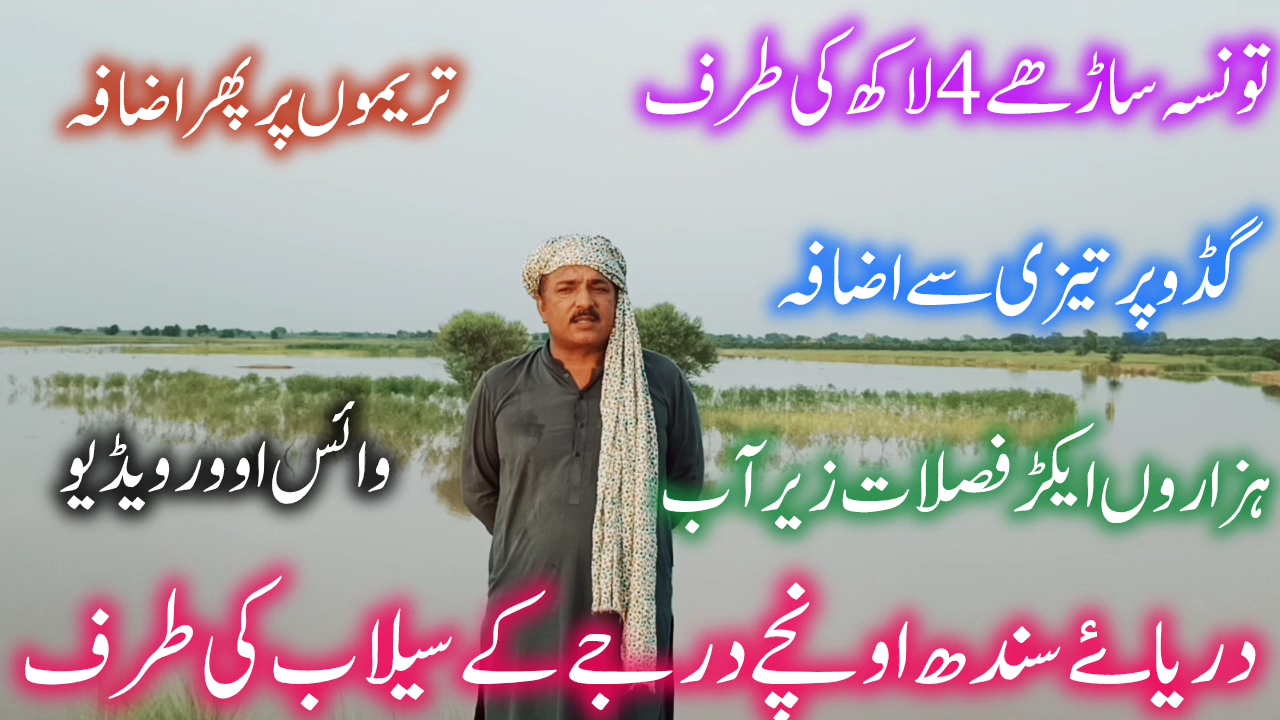 تونسہ ساڑھے 4 لاکھ کی طرف
تریموں پر پھر اضافہ
گڈو پر تیزی سے اضافہ
وائس اوور ویڈیو
ہزاروں ایکڑ فصلات زیر آب
دریائے سندھ اونچے درجے کے سیلاب کی طرف